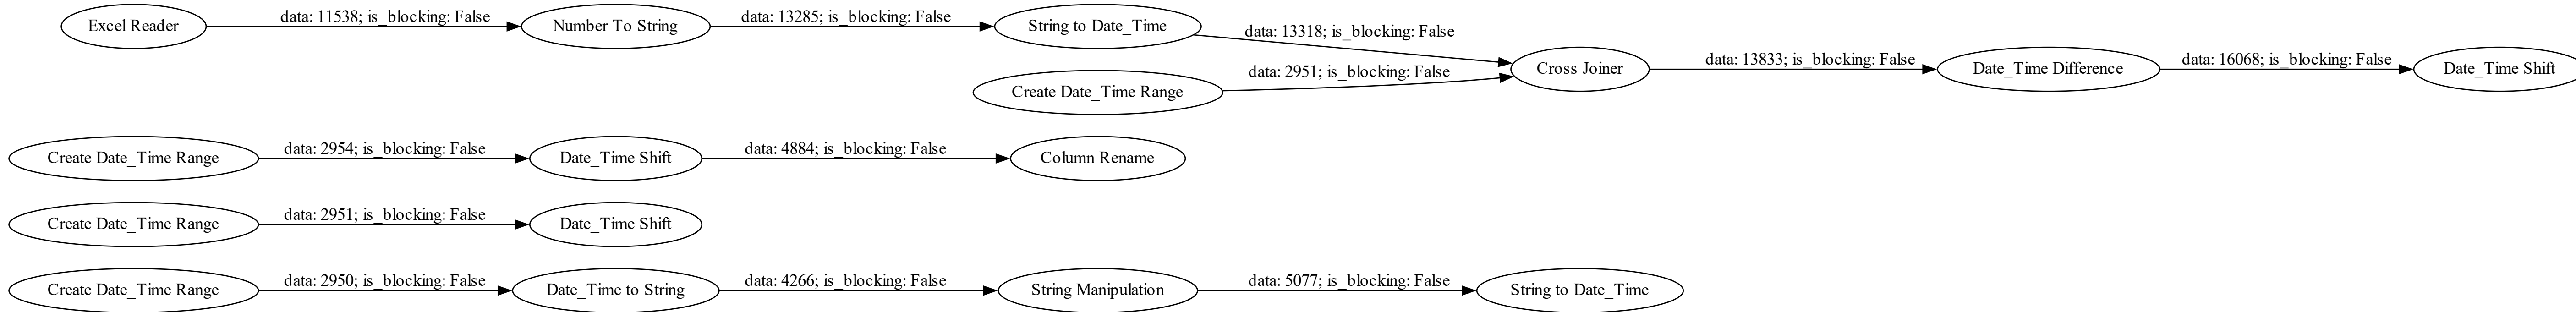 Excel Reader
data: 11538; is_blocking: False
Number To String
data: 13285; is_blocking: False
String to Date_Time
data: 13318; is_blocking: False
Create Date_Time Range
data: 2951; is_blocking: False
Cross Joiner
data: 13833; is_blocking: False
Date_Time Difference
data: 16068; is_blocking: False
Date_Time Shift
Create Date_Time Range
data: 2954; is_blocking: False
Date_Time Shift
data: 4884; is_blocking: False
Column Rename
Create Date_Time Range
data: 2951; is_blocking: False
Date_Time Shift
Create Date_Time Range
data: 2950; is_blocking: False
Date_Time to String
data: 4266; is_blocking: False
String Manipulation
data: 5077; is_blocking: False
String to Date_Time